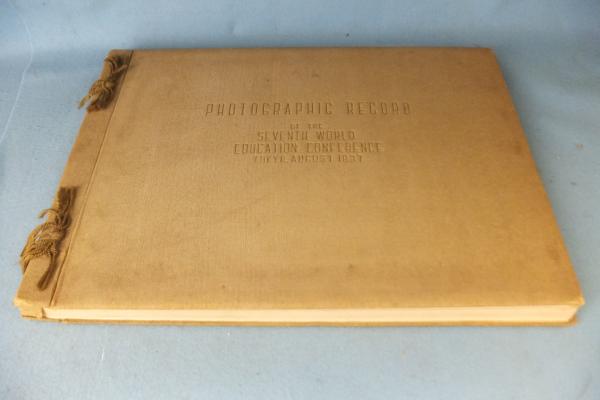 PHOTOGRAPHIC RECORD
OF THE
SEVENTH WORLD
EDUCATION CONFERENCE
TOKYO, AUGUST 1937